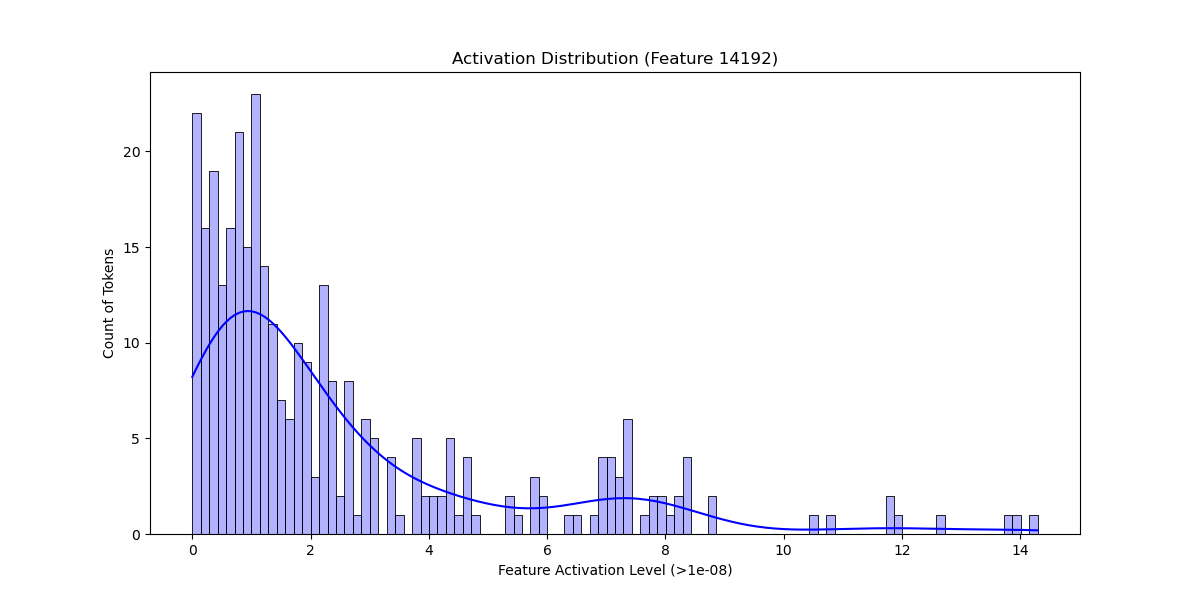 Activation Distribution (Feature 14192)
Count of Tokens
20
15
10
5
0
0 2 4 6 8 10 12 14
Feature Activation Level (>1e-08)